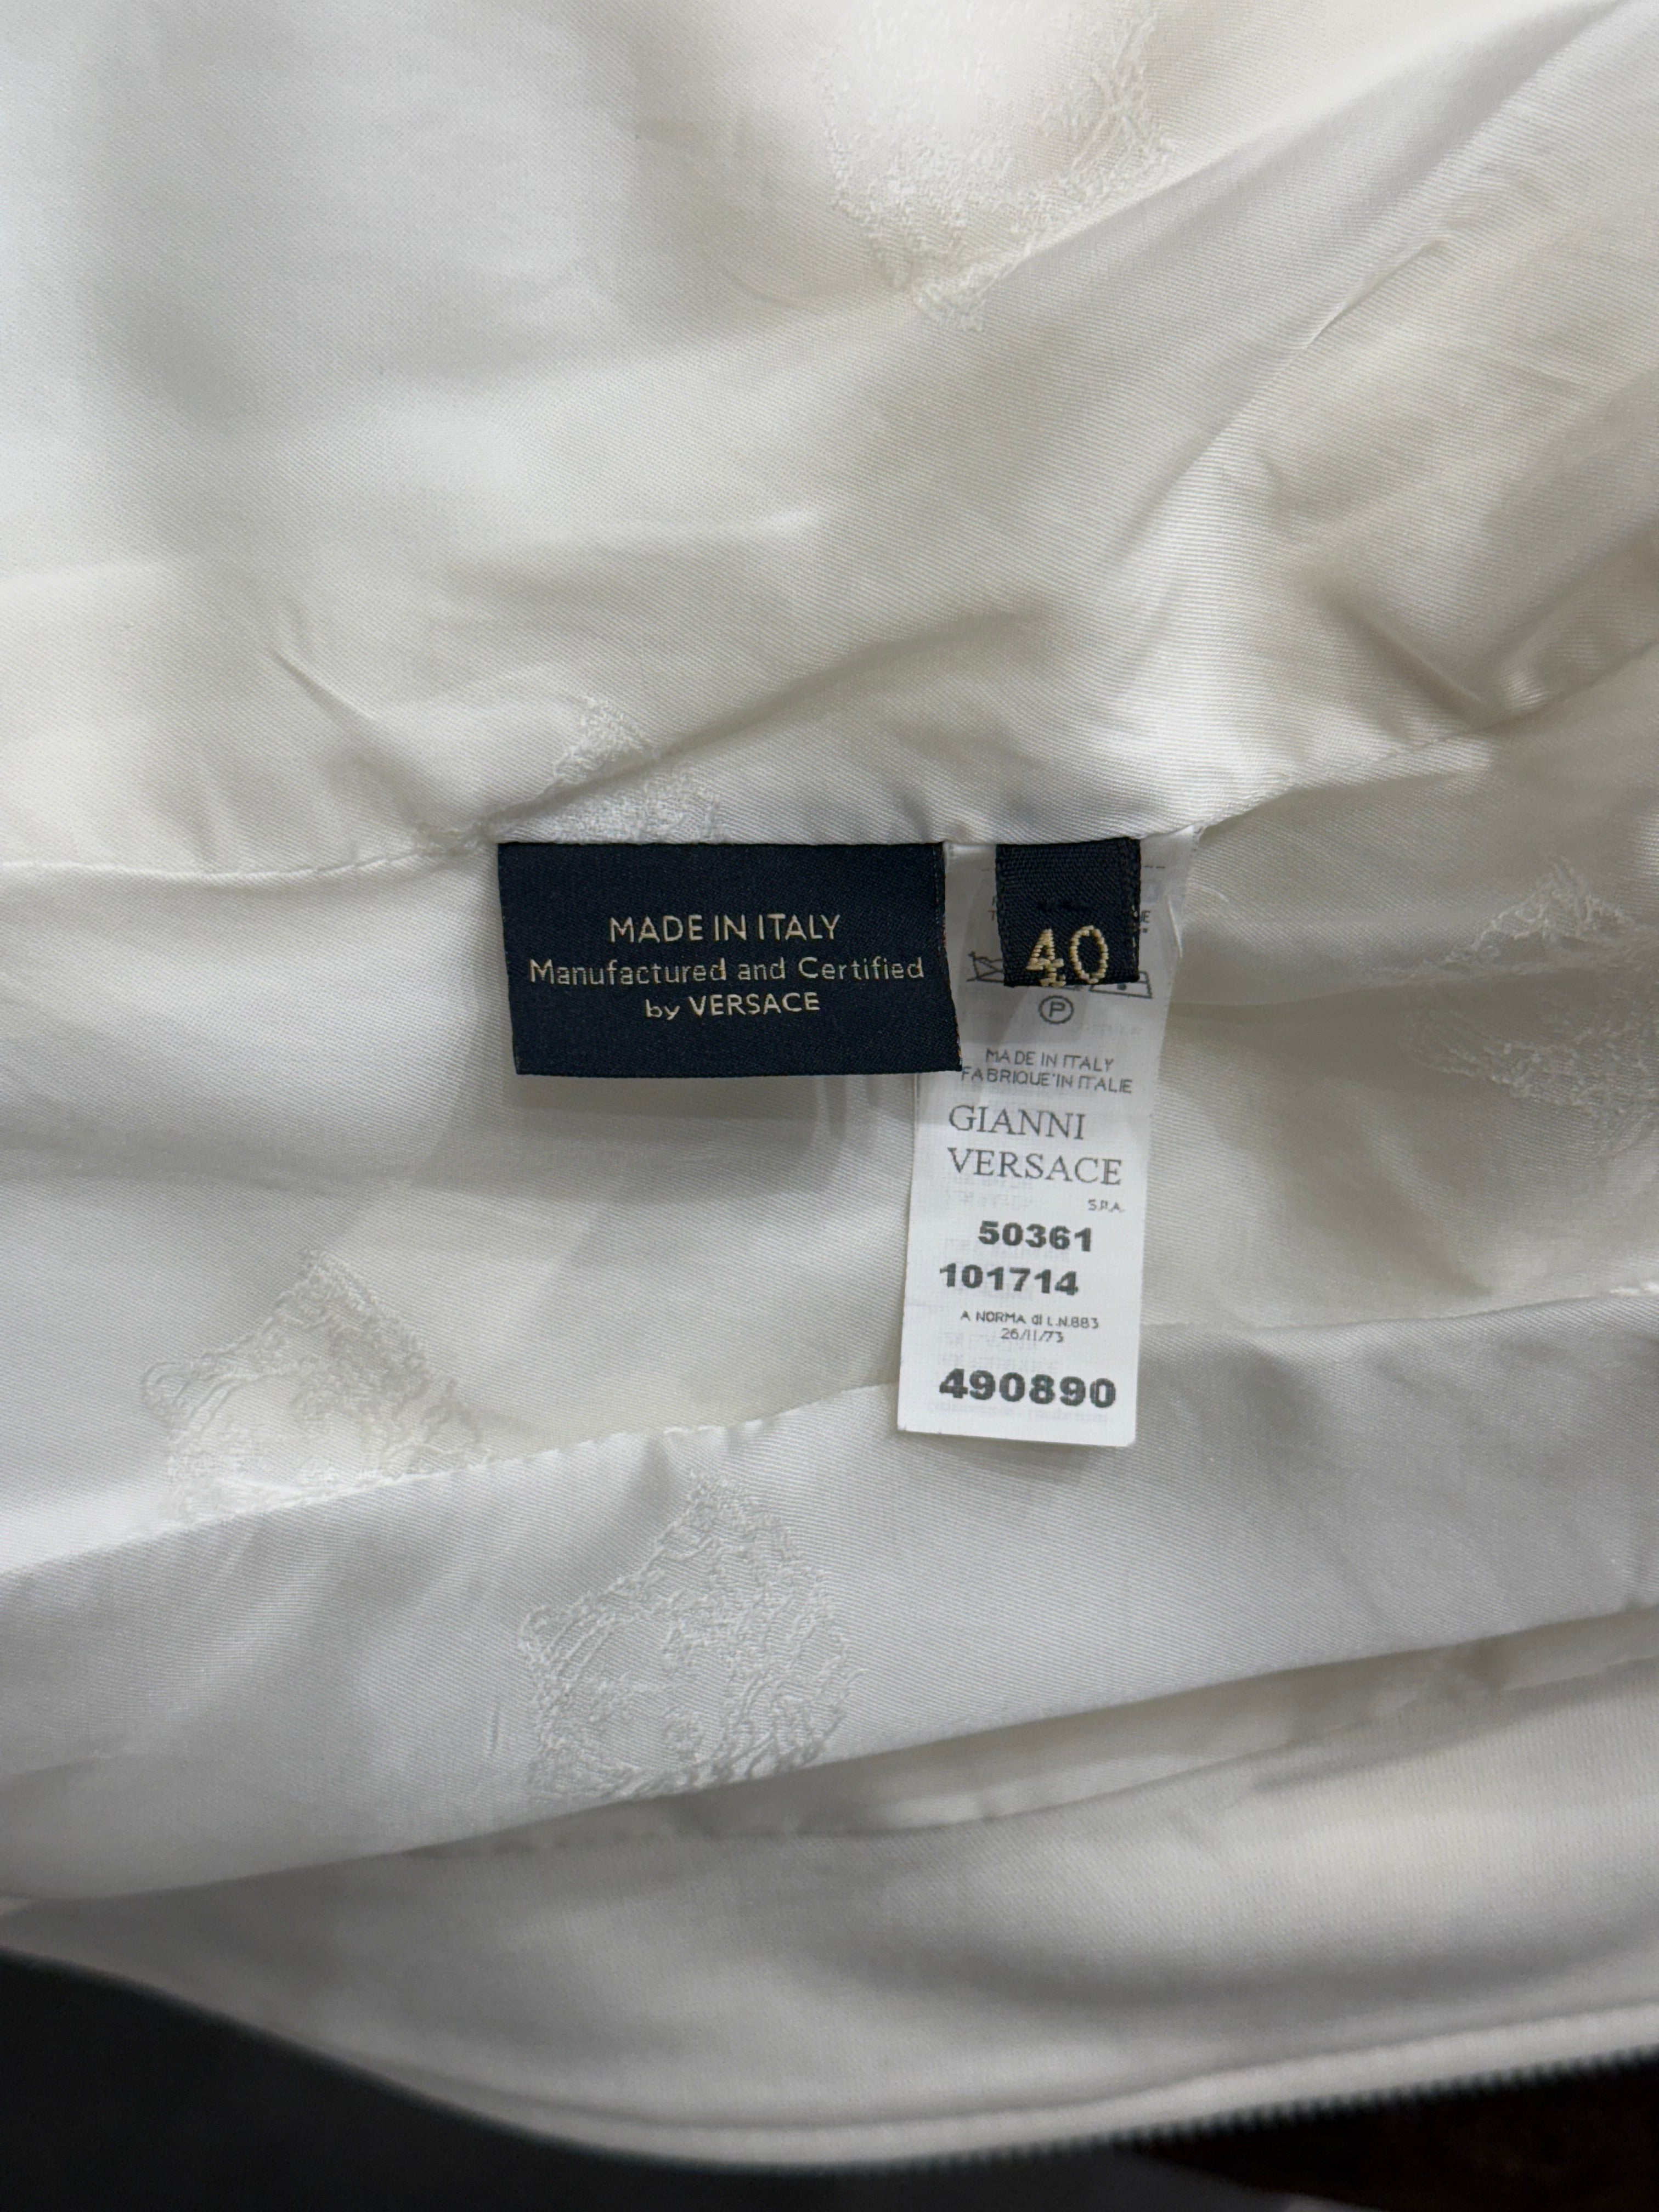 MADE IN ITALY
Manufactured and Certified
by VERSACE
40
P
MADE IN ITALY
FABRIQUE'IN ITALIE
GIANNI
VERSACE
S.P.A.
50361
101714
A NORMA di L.N.883
26/11/73
490890